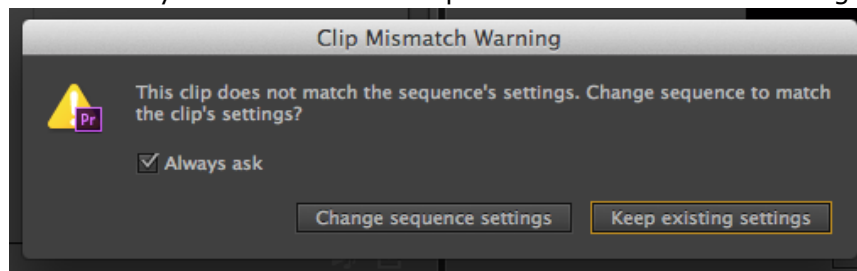 Clip Mismatch Warning
This clip does not match the sequence's settings. Change sequence to match
the clip's settings?
Pr
Always ask
Change sequence settings
Keep existing settings